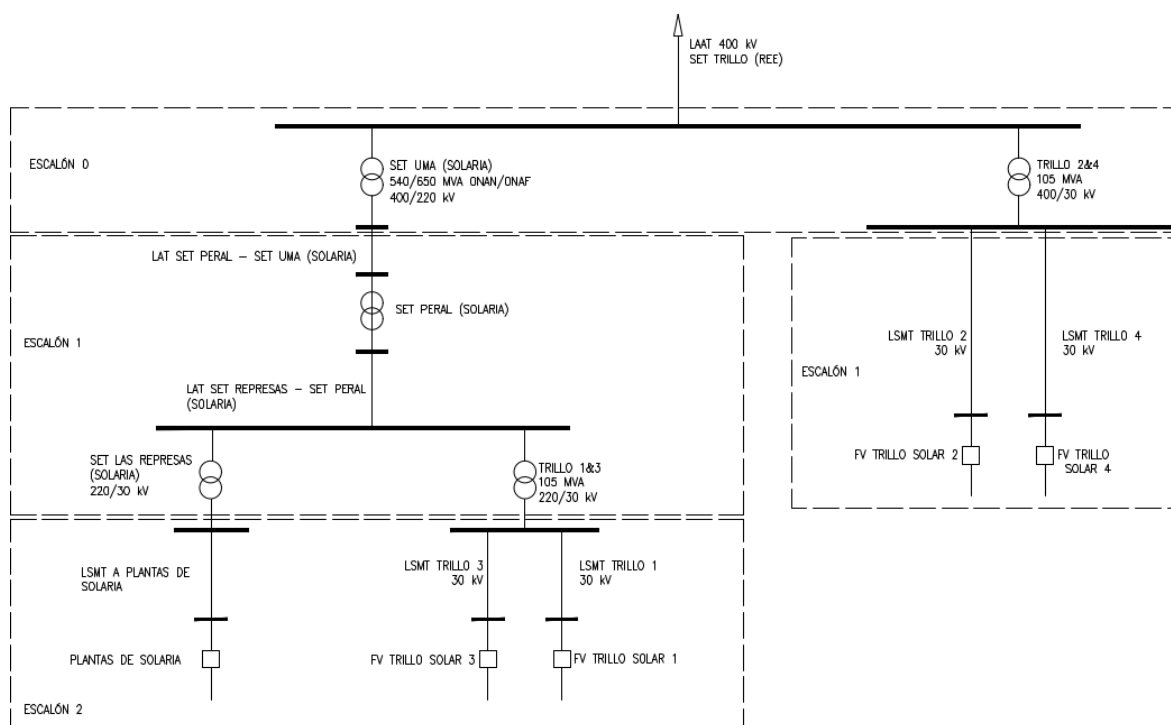 LAAT 400 kV
SET TRILLO (REE)
ESCALÓN 0
SET UMA (SOLARIA)
540/650 MVA ONAN/ONAF
400/220 kV
TRILLO 2&4
105 MVA
400/30 kV
LAT SET PERAL – SET UMA (SOLARIA)
SET PERAL (SOLARIA)
ESCALÓN 1
LAT SET REPRESAS – SET PERAL
(SOLARIA)
SET LAS REPRESAS
(SOLARIA)
220/30 kV
TRILLO 1&3
105 MVA
220/30 kV
LSMT TRILLO 2
30 kV
LSMT TRILLO 4
30 kV
ESCALÓN 1
FV TRILLO SOLAR 2
FV TRILLO
SOLAR 4
LSMT A PLANTAS DE
SOLARIA
LSMT TRILLO 3
30 kV
LSMT TRILLO 1
30 kV
PLANTAS DE SOLARIA
FV TRILLO SOLAR 3
FV TRILLO SOLAR 1
ESCALÓN 2